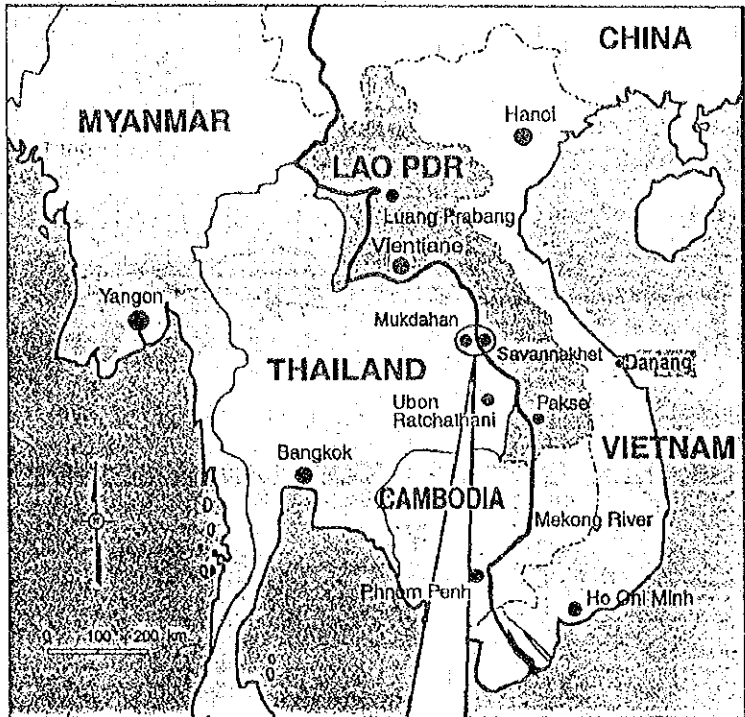 CHINA
MYANMAR
Hanoi
LAO PDR
Luang Prabang
Vientiane
Yangon
Mukdahan
Savannakhet
THAILAND
Danang
Ubon
Ratchathani
Pakse
VIETNAM
Bangkok
CAMBODIA
Mekong River
Phnom Penh
Ho Chi Minh
0 100 200 km